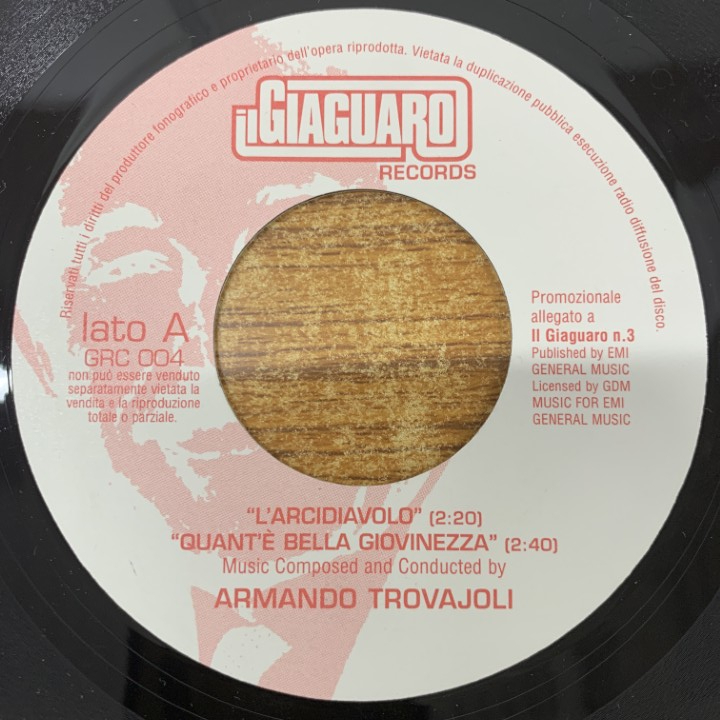 Riservati tutti i diritti del produttore fonografico e proprietario dell'opera riprodotta. Vietata la duplicazione pubblica esecuzione radio diffusione del disco.
il GIAGUARO
RECORDS
lato A
GRC 004
non può essere venduto
separatamente vietata la
vendita e la riproduzione
totale o parziale.
Promozionale
allegato a
Il Giaguaro n.3
Published by EMI
GENERAL MUSIC
Licensed by GDM
MUSIC FOR EMI
GENERAL MUSIC
"L'ARCIDIAVOLO" (2:20)
"QUANT'È BELLA GIOVINEZZA" (2:40)
Music Composed and Conducted by
ARMANDO TROVAJOLI